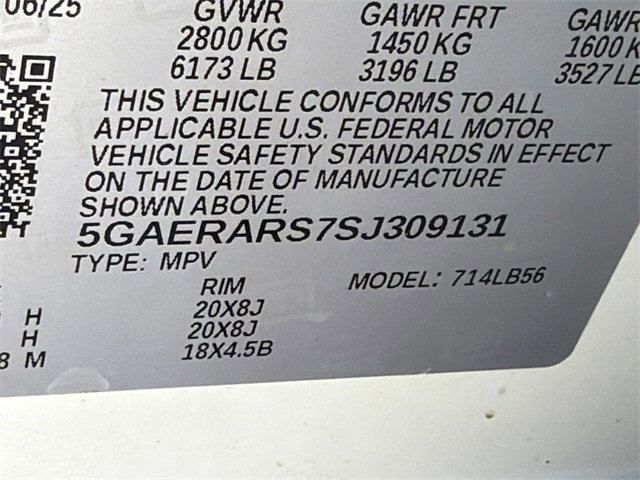 06/25 GVWR GAWR FRT GAWR
2800 KG 1450 KG 1600 K
6173 LB 3196 LB 3527 LB
THIS VEHICLE CONFORMS TO ALL
APPLICABLE U.S. FEDERAL MOTOR
VEHICLE SAFETY STANDARDS IN EFFECT
ON THE DATE OF MANUFACTURE
SHOWN ABOVE.
5GAERARS7SJ309131
TYPE: MPV MODEL: 714LB56
RIM
H 20X8J
H 20X8J
8 M 18X4.5B